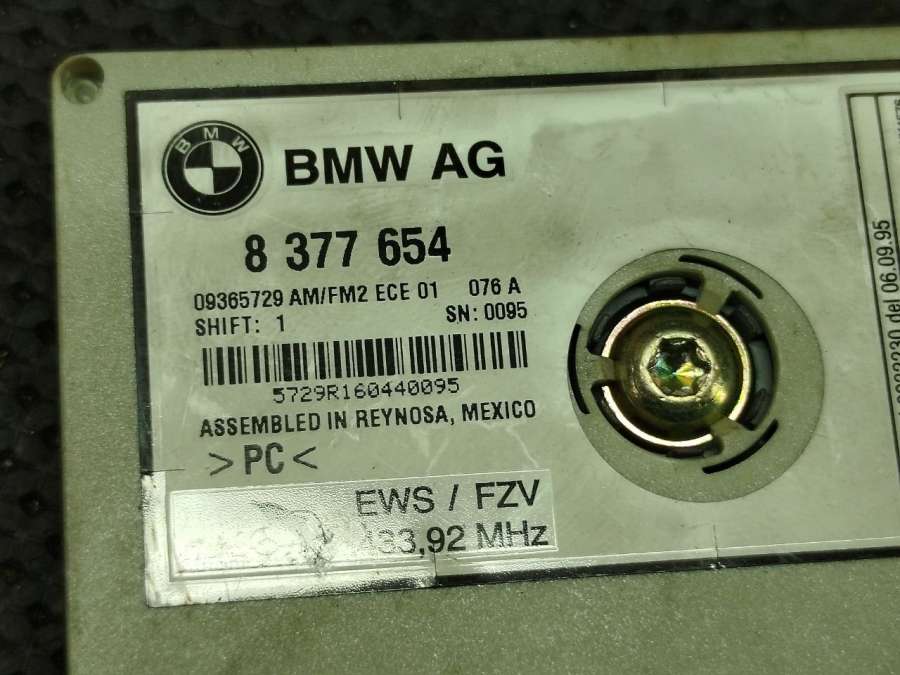 BMW
BMW AG
8 377 654
09365729 AM/FM2 ECE 01 076 A
SHIFT: 1 SN: 0095
5729R160440095
ASSEMBLED IN REYNOSA, MEXICO
>PC<
EWS / FZV
433,92 MHz
del 06.09.95